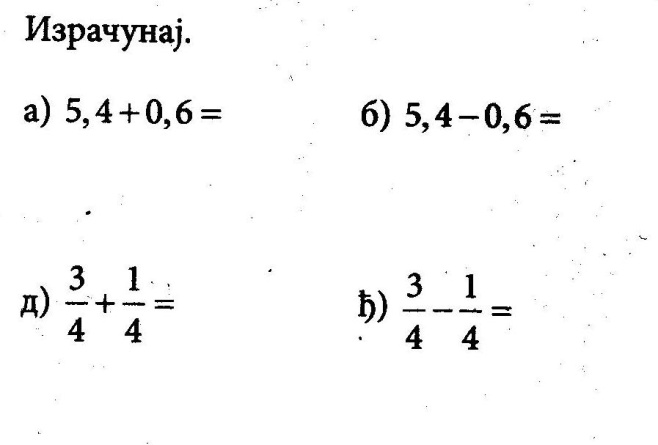 Израчунај.
а) 5,4+0,6=
б) 5,4−0,6=
д) 3/4+1/4=
ђ) 3/4−1/4=